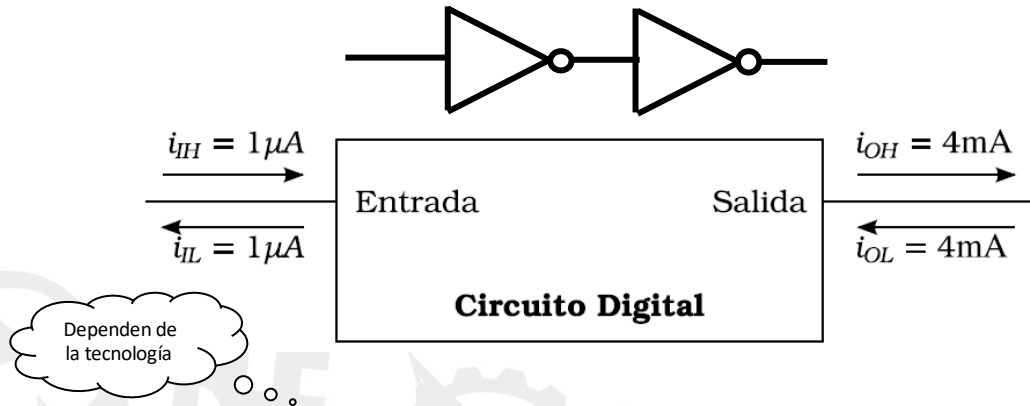 i_IH = 1μA
i_OH = 4mA
Entrada
Salida
i_IL = 1μA
i_OL = 4mA
Circuito Digital
Dependen de
la tecnología